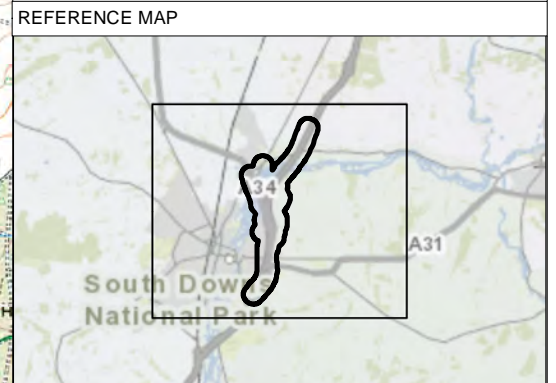 REFERENCE MAP
A34
A31
South Downs
National Park